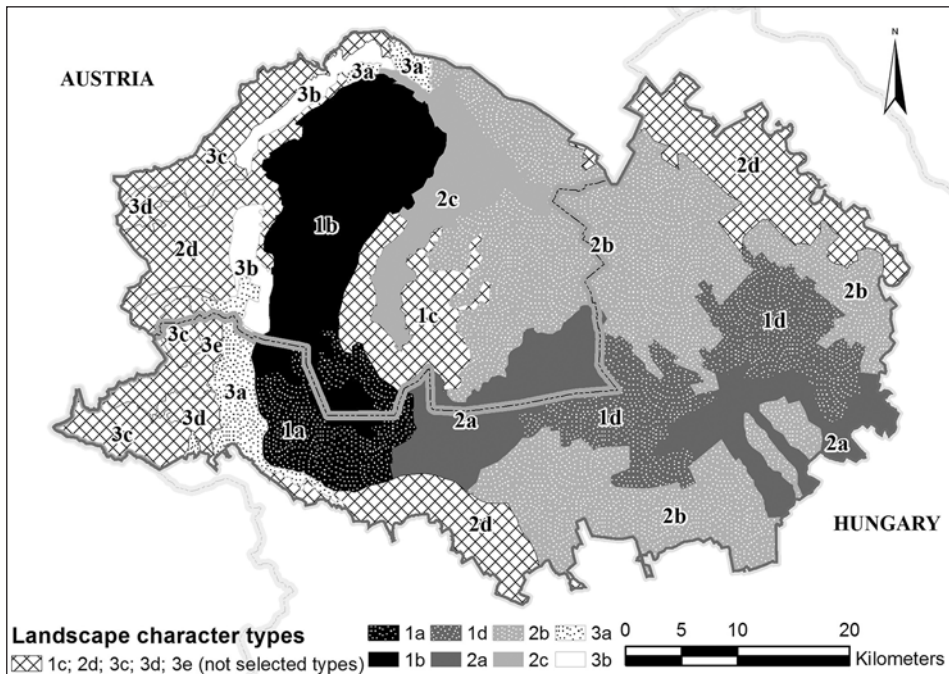 N
AUSTRIA
3a
3a
3b
3c
2d
3d
2c
1b
2d
2b
3b
2b
1c
1d
3c
3e
3a
2a
1d
3d
3c
1a
2a
2d
2b
HUNGARY
Landscape character types
1c; 2d; 3c; 3d; 3e (not selected types)
1a 1d 2b 3a
1b 2a 2c 3b
0 5 10 20
Kilometers